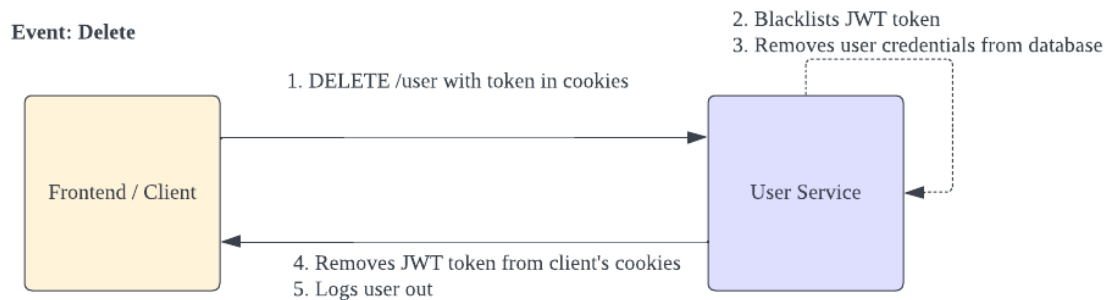 Event: Delete
2. Blacklists JWT token
3. Removes user credentials from database
1. DELETE /user with token in cookies
Frontend / Client
User Service
4. Removes JWT token from client's cookies
5. Logs user out